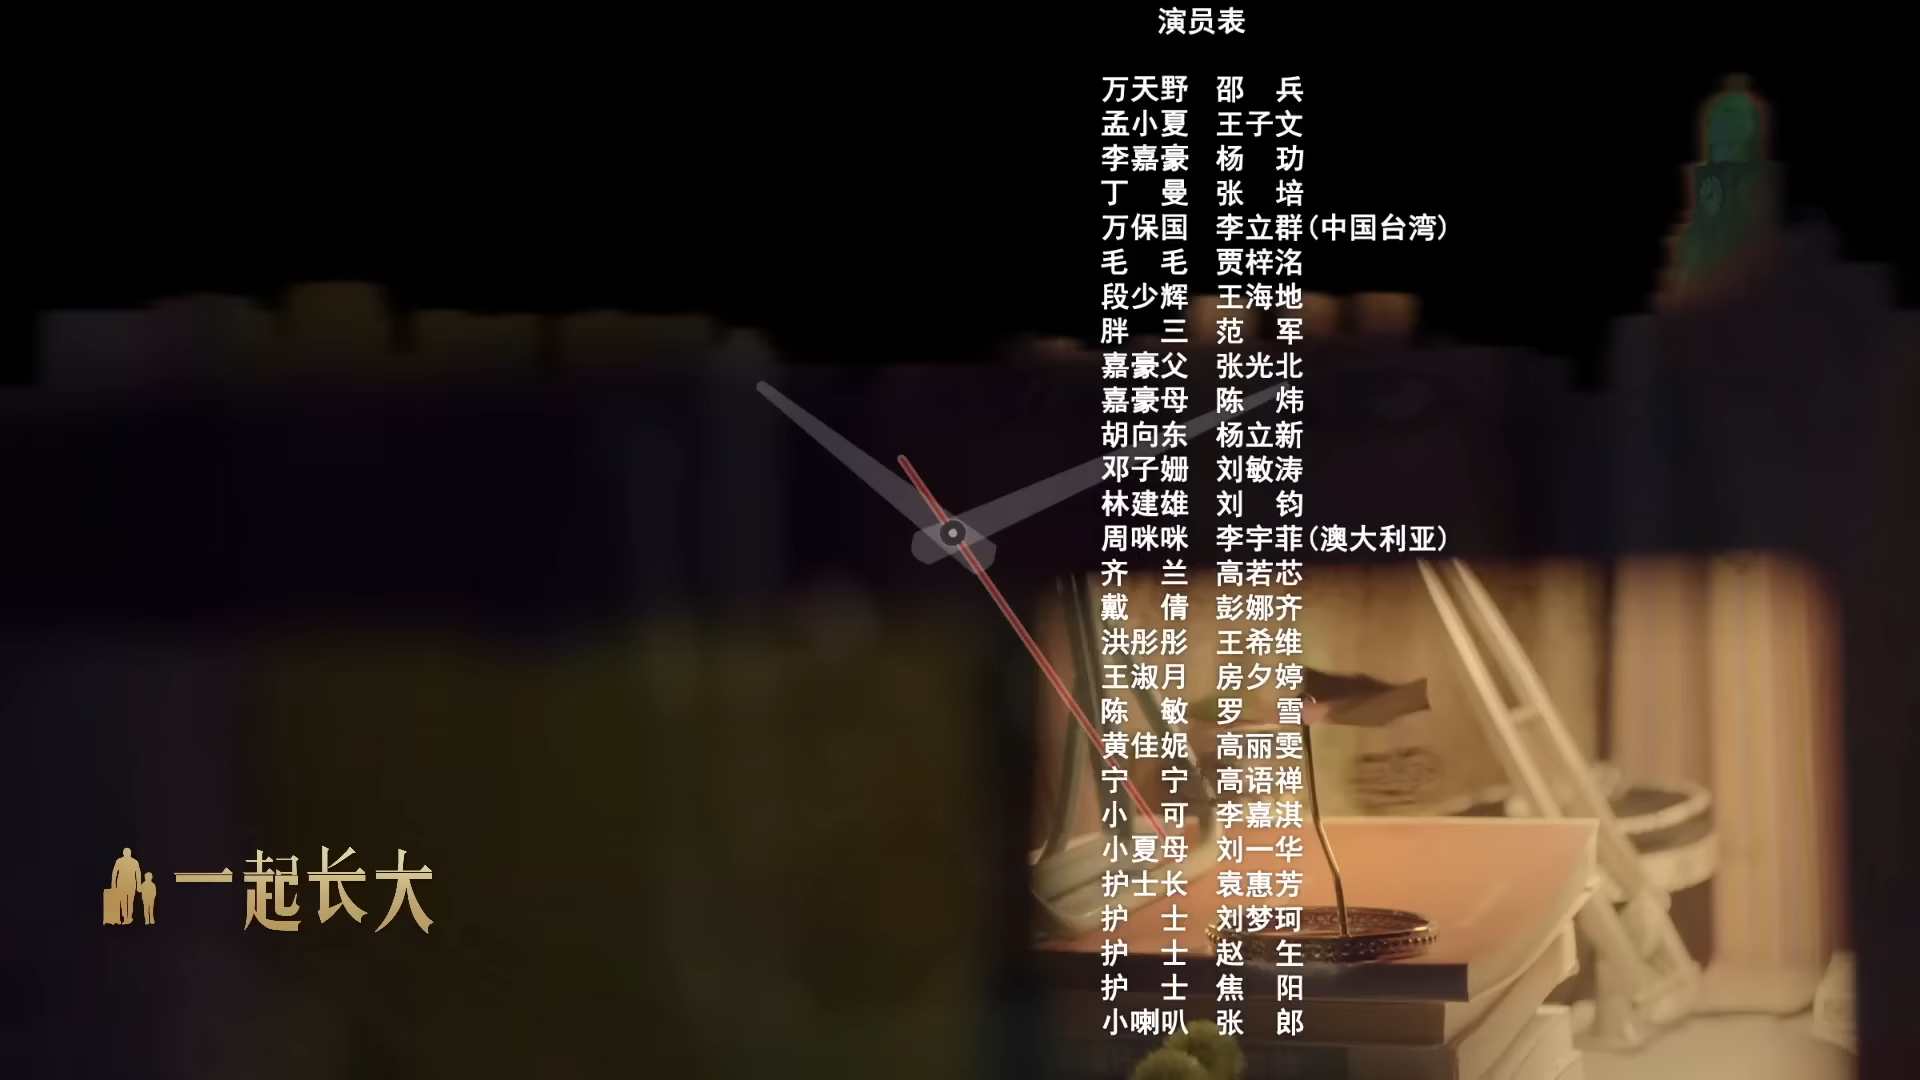 演员表
万天野 邵 兵
孟小夏 王子文
李嘉豪 杨 玏
丁 曼 张 培
万保国 李立群(中国台湾)
毛 毛 贾梓洺
段少辉 王海地
胖 三 范 军
嘉豪父 张光北
嘉豪母 陈 炜
胡向东 杨立新
邓子姗 刘敏涛
林建雄 刘 钧
周咪咪 李宇菲(澳大利亚)
齐 兰 高若芯
戴 倩 彭娜齐
洪彤彤 王希维
王淑月 房夕婷
陈 敏 罗 雪
黄佳妮 高丽雯
宁 宁 高语禅
小 可 李嘉淇
小夏母 刘一华
护士长 袁惠芳
护 士 刘梦珂
护 士 赵 玍
护 士 焦 阳
小喇叭 张 郎
一起长大